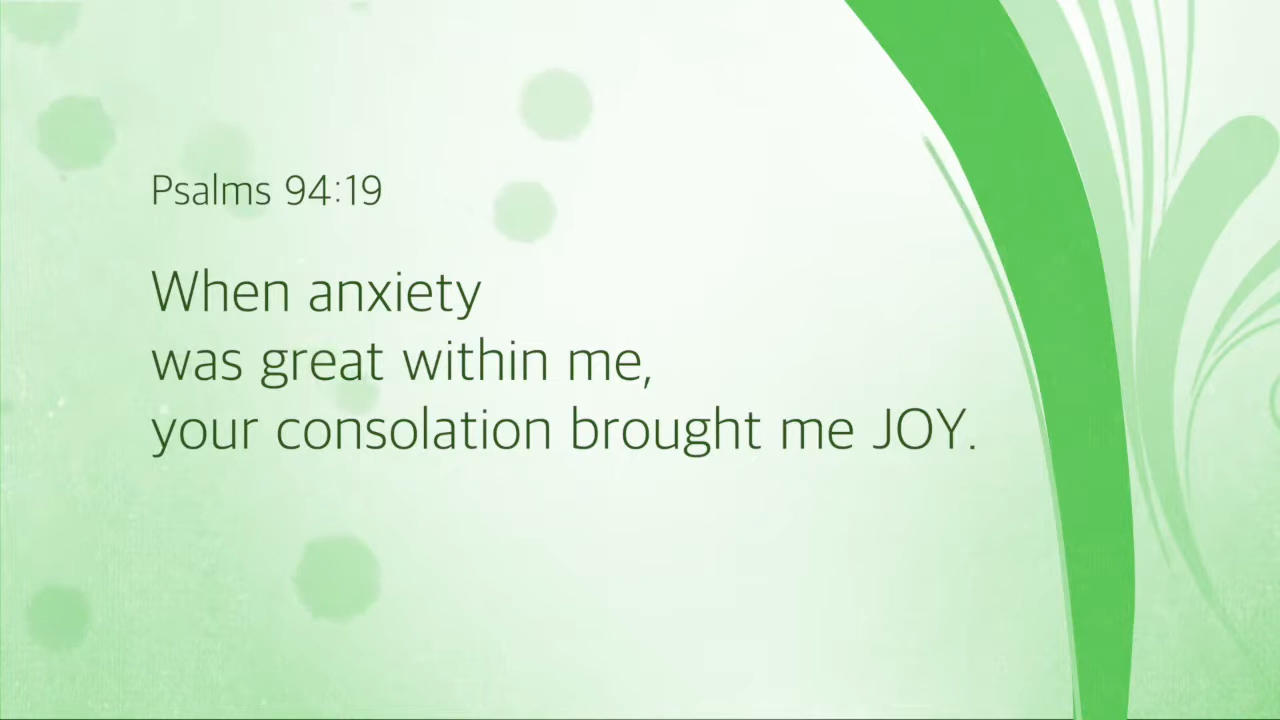 Psalms 94:19
When anxiety
was great within me,
your consolation brought me JOY.